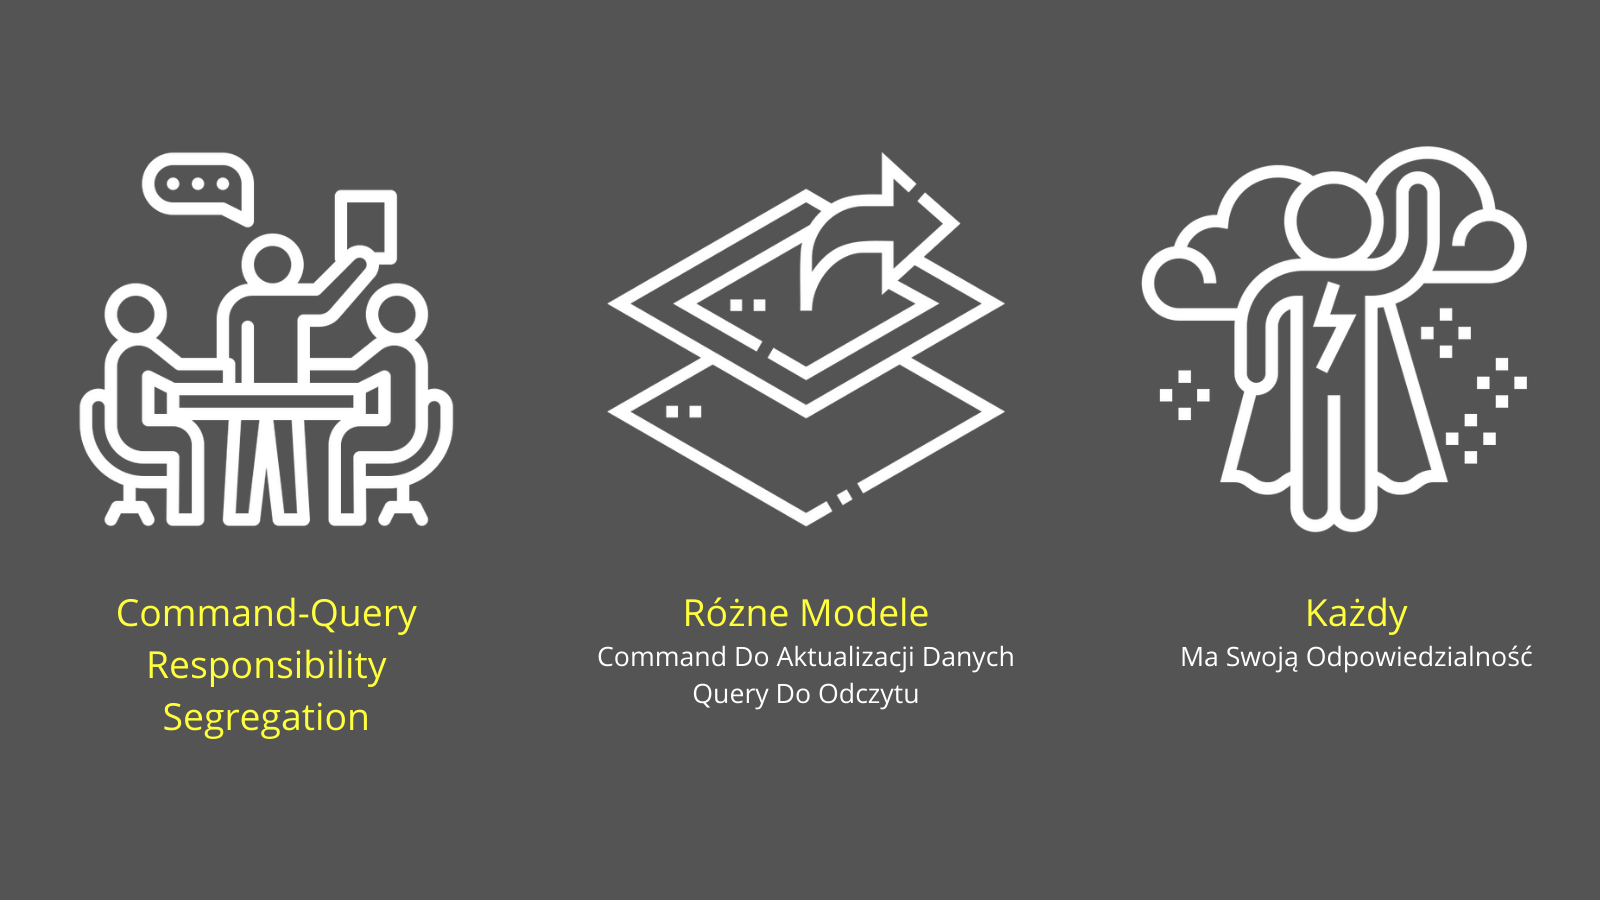 Command-Query
Responsibility
Segregation
Różne Modele
Command Do Aktualizacji Danych
Query Do Odczytu
Każdy
Ma Swoją Odpowiedzialność